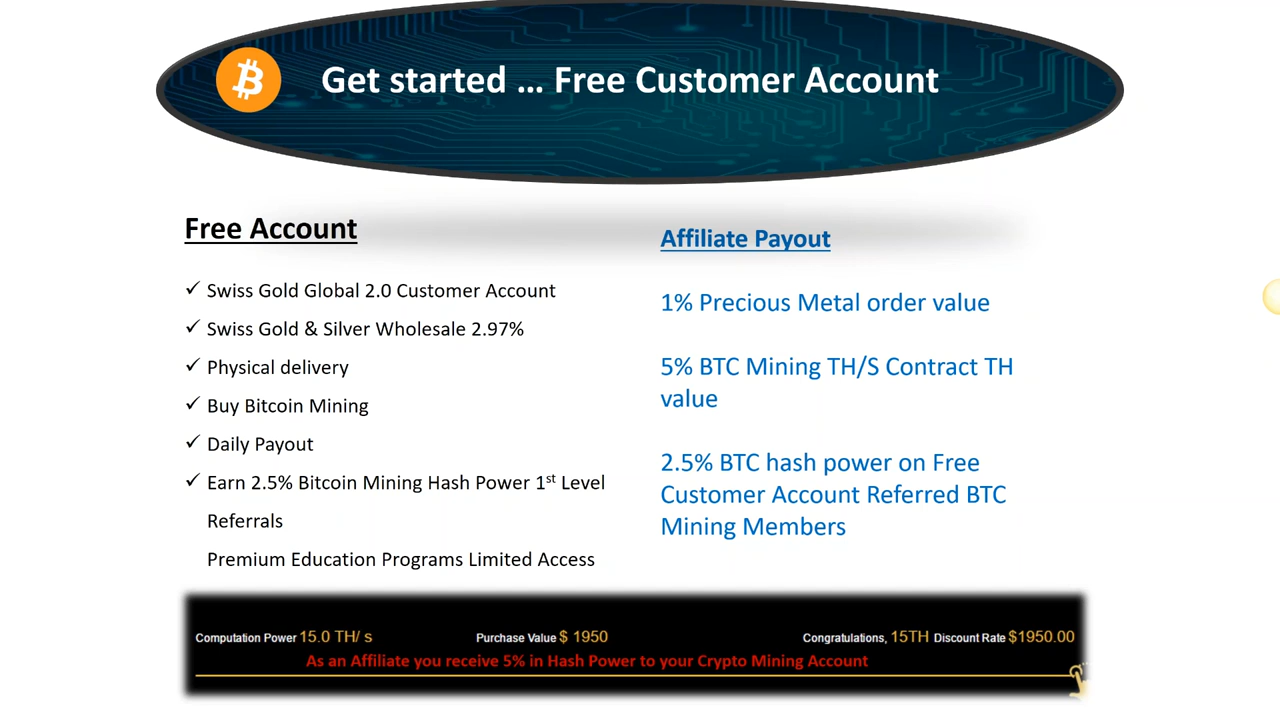 Get started ... Free Customer Account
Free Account
✓ Swiss Gold Global 2.0 Customer Account
✓ Swiss Gold & Silver Wholesale 2.97%
✓ Physical delivery
✓ Buy Bitcoin Mining
✓ Daily Payout
✓ Earn 2.5% Bitcoin Mining Hash Power 1st Level
Referrals
Premium Education Programs Limited Access
Affiliate Payout
1% Precious Metal order value
5% BTC Mining TH/S Contract TH
value
2.5% BTC hash power on Free
Customer Account Referred BTC
Mining Members
Computation Power 15.0 TH/ s Purchase Value $ 1950 Congratulations, 15TH Discount Rate $1950.00
As an Affiliate you receive 5% in Hash Power to your Crypto Mining Account